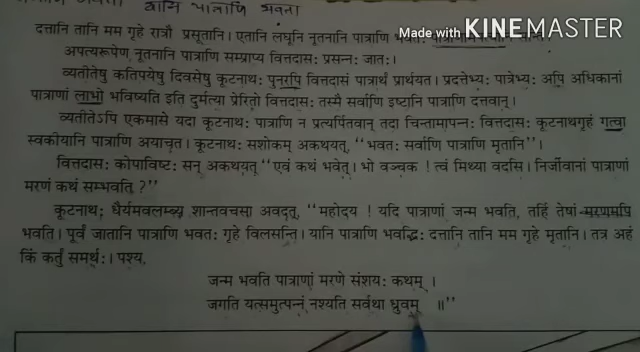 यानि पात्राणि भवता
Made with KINEMASTER
दत्तानि तानि मम गृहे रात्रौ प्रसूतानि। एतानि लघूनि नूतनानि पात्राणि भवतः
अपत्यरूपेण नूतनानि पात्राणि सम्प्राप्य वित्तदासः प्रसन्नः जातः।
व्यतीतेषु कतिपयेषु दिवसेषु कूटनाथः पुनरपि वित्तदासं पात्रार्थं प्रार्थयत। प्रदत्तेभ्यः पात्रेभ्यः अपि अधिकानां
पात्राणां लाभो भविष्यति इति दुर्मत्या प्रेरितो वित्तदासः तस्मै सर्वाणि इष्टानि पात्राणि दत्तवान्।
व्यतीतेऽपि एकमासे यदा कूटनाथः पात्राणि न प्रत्यर्पितवान् तदा चिन्तामापन्नः वित्तदासः कूटनाथगृहं गत्वा
स्वकीयानि पात्राणि अयाचृत। कूटनाथः सशोकम् अकथयत्, “भवतः सर्वाणि पात्राणि मृतानि”।
वित्तदासः कोपाविष्टः सन् अकथयत् “एवं कथं भवेत्। भो वञ्चक ! त्वं मिथ्या वदसि। निर्जीवानां पात्राणां
मरणं कथं सम्भवति ?”
कूटनाथः धैर्यमवलम्ब्य शान्तवचसा अवदत्, “महोदय ! यदि पात्राणां जन्म भवति, तर्हि तेषां मरणमपि
भवति। पूर्वं जातानि पात्राणि भवतः गृहे विलसन्ति। यानि पात्राणि भवद्भिः दत्तानि तानि मम गृहे मृतानि। तत्र अहं
किं कर्तुं समर्थः। पश्य,
जन्म भवति पात्राणां मरणे संशयः कथम् ।
जगति यत्समुत्पन्नं नश्यति सर्वथा ध्रुवम् ॥”